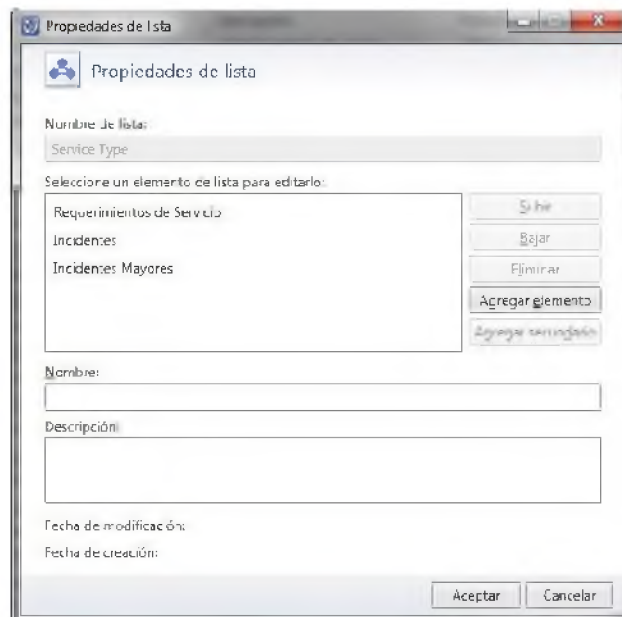 Propiedades de lista
Propiedades de lista
Nombre de lista:
Service Type
Seleccione un elemento de lista para editarlo:
Requerimientos de Servicio
Incidentes
Incidentes Mayores
Subir
Bajar
Eliminar
Agregar elemento
Agregar secundario
Nombre:
Descripción:
Fecha de modificación:
Fecha de creación:
Aceptar
Cancelar